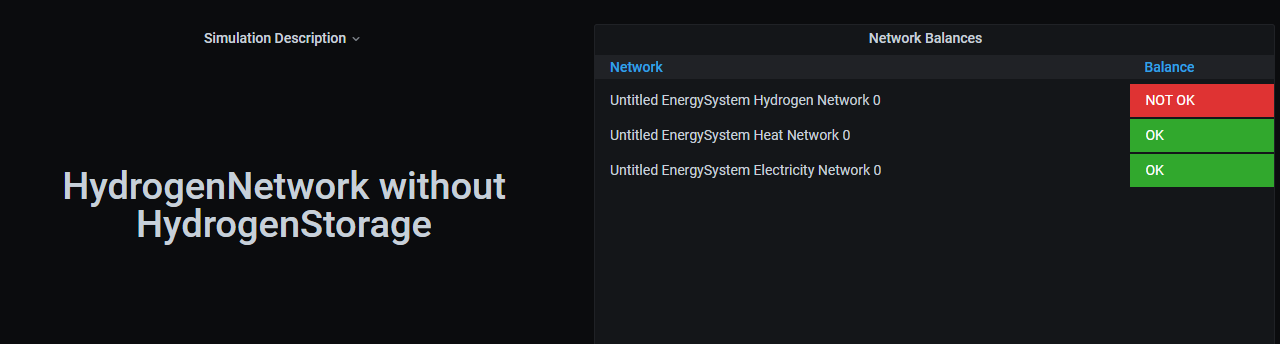 Simulation Description
HydrogenNetwork without
HydrogenStorage
Network Balances
Network Balance
Untitled EnergySystem Hydrogen Network 0 NOT OK
Untitled EnergySystem Heat Network 0 OK
Untitled EnergySystem Electricity Network 0 OK